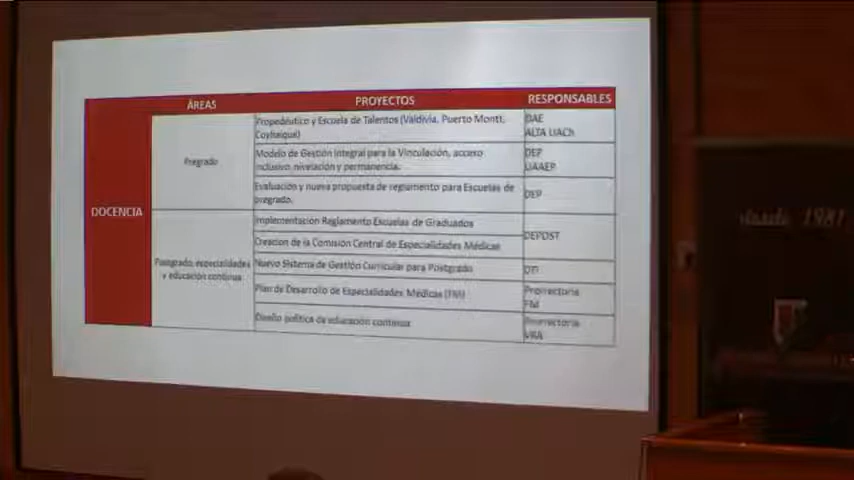 ÁREAS PROYECTOS RESPONSABLES
DOCENCIA
Pregrado
Propedéutico y Escuela de Talentos (Valdivia, Puerto Montt,
Coyhaique)
DAE
ALTA UACh
Modelo de Gestión Integral para la Vinculación, acceso
inclusivo, nivelación y permanencia.
DEP
UAAEP
Evaluación y nueva propuesta de reglamento para Escuelas de
pregrado.
DEP
Postgrado, especialidades
y educación continua
Implementación Reglamento Escuelas de Graduados
Creación de la Comisión Central de Especialidades Médicas
DEPOST
Nuevo Sistema de Gestión Curricular para Postgrado
DTI
Plan de Desarrollo de Especialidades Médicas (FM)
Prorrectoría
FM
Diseño política de educación continua
Prorrectoría
VRA
desde 1981